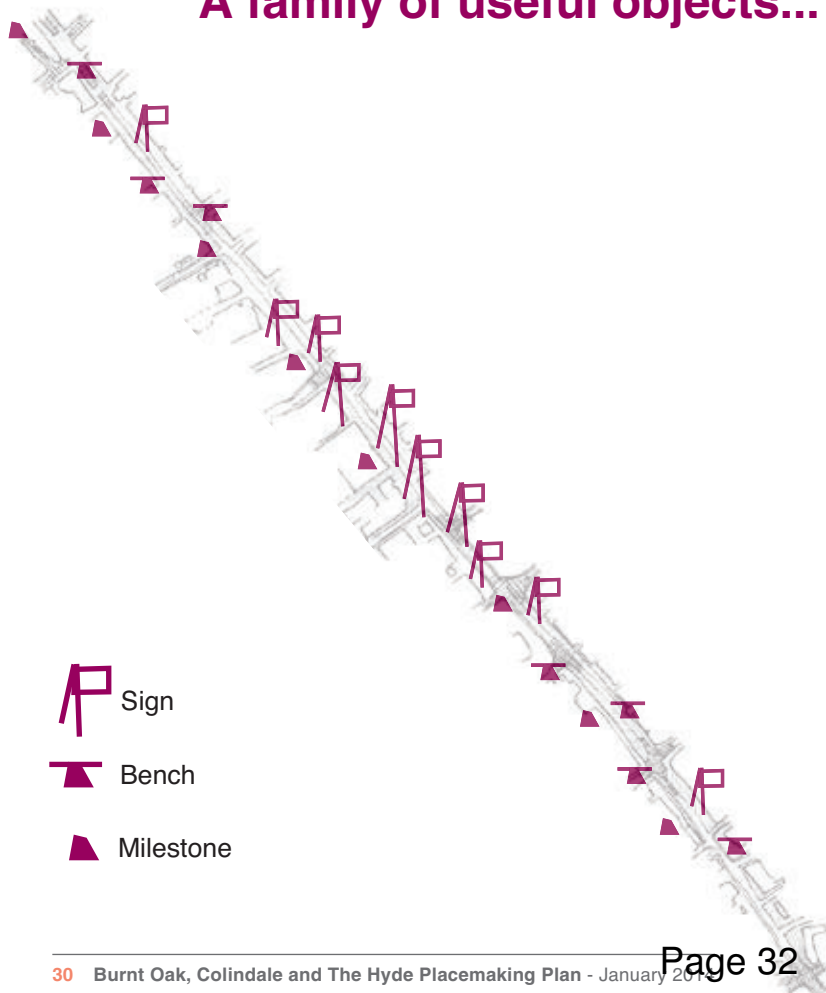 A family of useful objects...
Sign
Bench
Milestone
30 Burnt Oak, Colindale and The Hyde Placemaking Plan - January 2014
Page 32